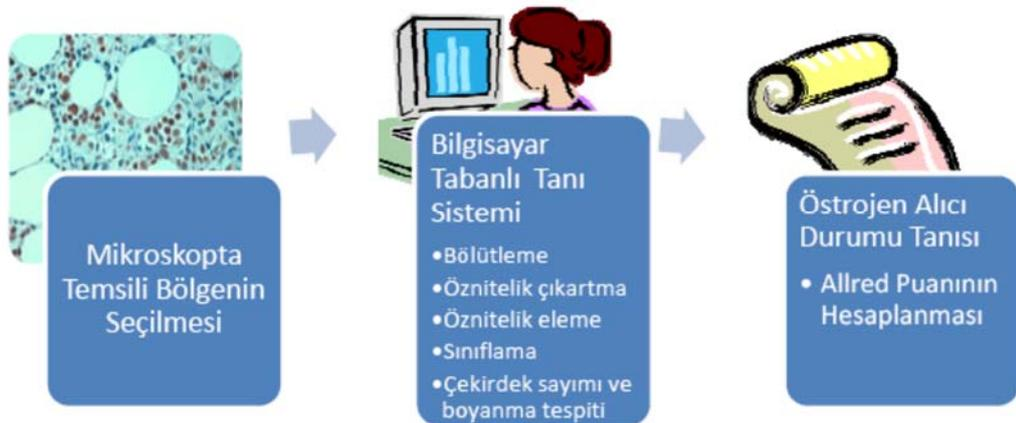 Mikroskopta
Temsili Bölgenin
Seçilmesi
Bilgisayar
Tabanlı Tanı
Sistemi
•Bölütleme
•Öznitelik çıkartma
•Öznitelik eleme
•Sınıflama
•Çekirdek sayımı ve
boyanma tespiti
Östrojen Alıcı
Durumu Tanısı
• Allred Puanının
Hesaplanması